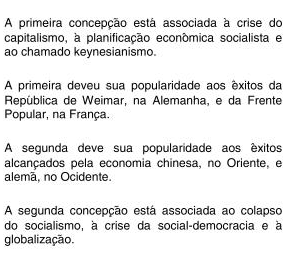 A primeira concepção está associada à crise do
capitalismo, à planificação econômica socialista e
ao chamado keynesianismo.
A primeira deveu sua popularidade aos êxitos da
República de Weimar, na Alemanha, e da Frente
Popular, na França.
A segunda deve sua popularidade aos êxitos
alcançados pela economia chinesa, no Oriente, e
alemã, no Ocidente.
A segunda concepção está associada ao colapso
do socialismo, à crise da social-democracia e à
globalização.